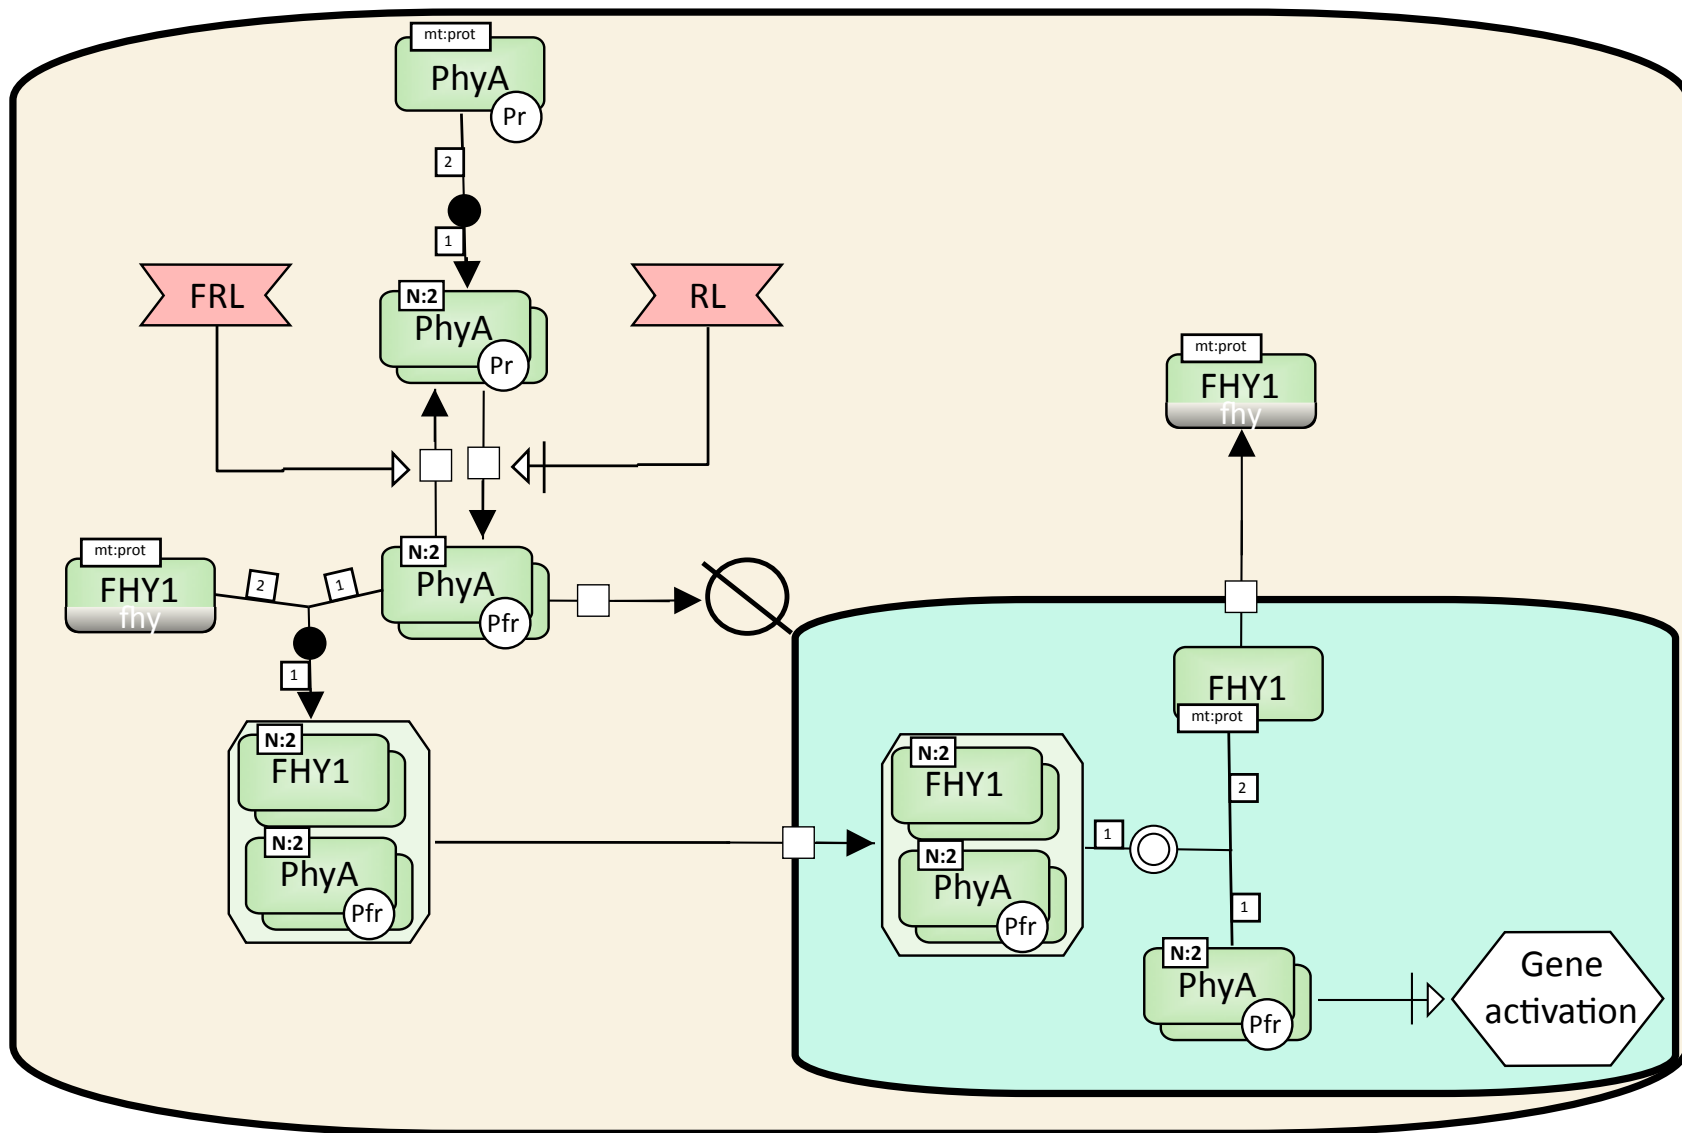 mt:prot
PhyA
Pr
2
1
FRL
RL
N:2
PhyA
Pr
mt:prot
FHY1
fhy
mt:prot
FHY1
fhy
2
1
N:2
PhyA
Pfr
1
N:2
FHY1
N:2
PhyA
Pfr
FHY1
mt:prot
N:2
FHY1
N:2
PhyA
Pfr
1
2
1
N:2
PhyA
Pfr
Gene
activation